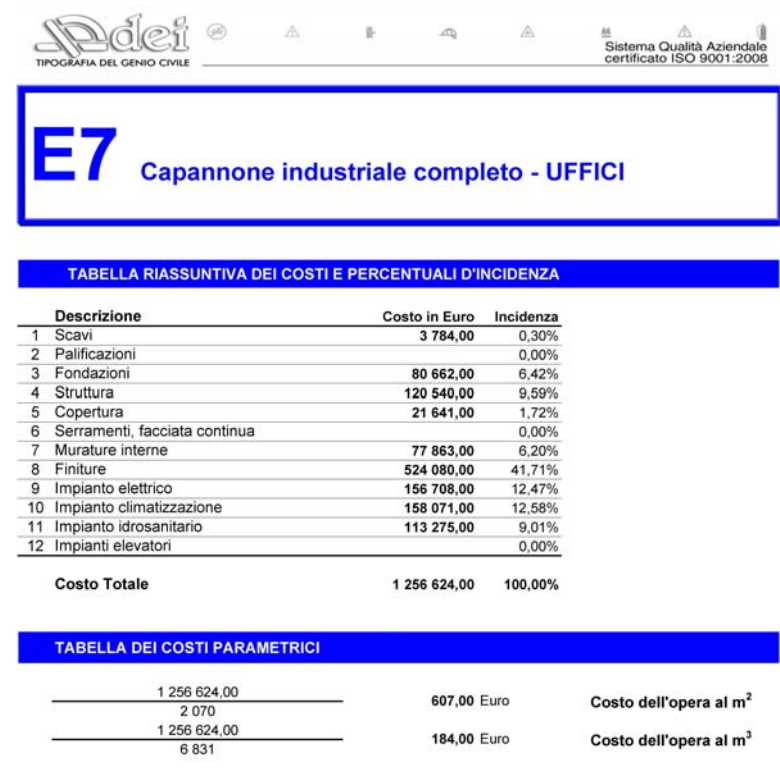 dei
TIPOGRAFIA DEL GENIO CIVILE
Sistema Qualità Aziendale
certificato ISO 9001:2008
E7 Capannone industriale completo - UFFICI
TABELLA RIASSUNTIVA DEI COSTI E PERCENTUALI D'INCIDENZA
Descrizione Costo in Euro Incidenza
1 Scavi 3 784,00 0,30%
2 Palificazioni 0,00%
3 Fondazioni 80 662,00 6,42%
4 Struttura 120 540,00 9,59%
5 Copertura 21 641,00 1,72%
6 Serramenti, facciata continua 0,00%
7 Murature interne 77 863,00 6,20%
8 Finiture 524 080,00 41,71%
9 Impianto elettrico 156 708,00 12,47%
10 Impianto climatizzazione 158 071,00 12,58%
11 Impianto idrosanitario 113 275,00 9,01%
12 Impianti elevatori 0,00%
Costo Totale 1 256 624,00 100,00%
TABELLA DEI COSTI PARAMETRICI
1 256 624,00
2 070
607,00 Euro Costo dell'opera al m²
1 256 624,00
6 831
184,00 Euro Costo dell'opera al m³